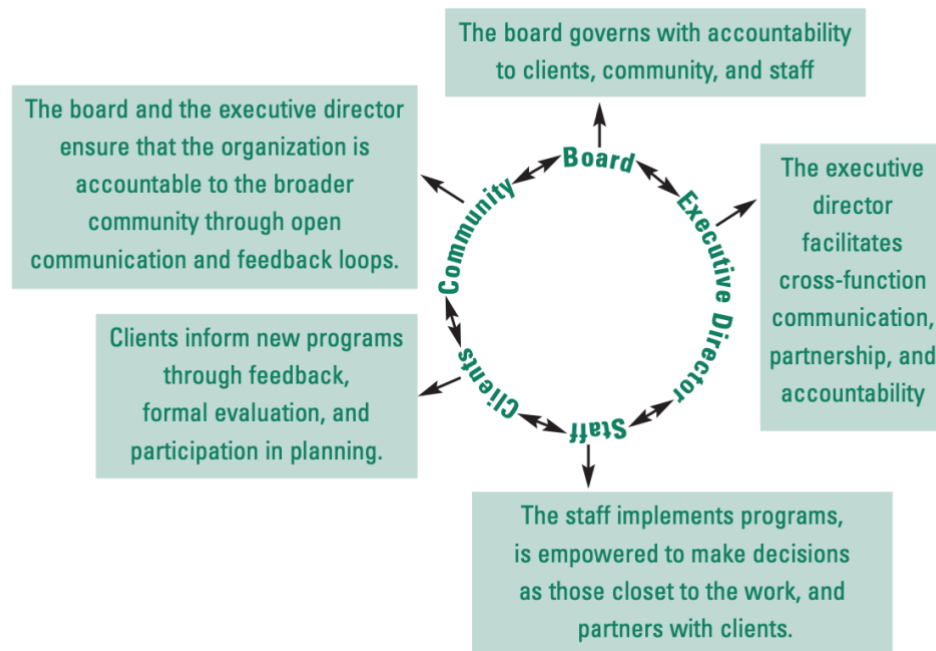 The board governs with accountability
to clients, community, and staff
The board and the executive director
ensure that the organization is
accountable to the broader
community through open
communication and feedback loops.
Board
Community
Executive Director
The executive
director
facilitates
cross-function
communication,
partnership, and
accountability
Clients inform new programs
through feedback,
formal evaluation, and
participation in planning.
Clients
Staff
The staff implements programs,
is empowered to make decisions
as those closet to the work, and
partners with clients.